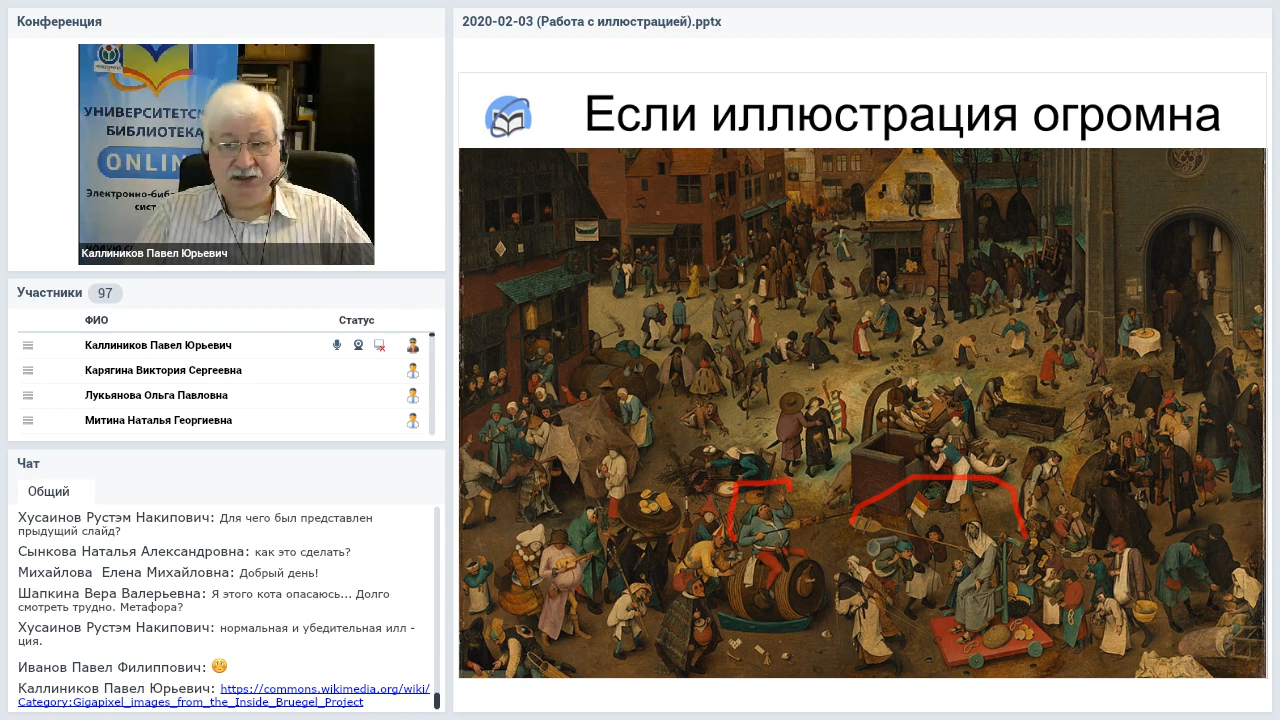 Конференция
УНИВЕРСИТЕТС
БИБЛИОТЕКА
ONLIN
Электронно-биб
сист
Каллиников Павел Юрьевич
Участники 97
ФИО Статус
Каллиников Павел Юрьевич
Карягина Виктория Сергеевна
Лукьянова Ольга Павловна
Митина Наталья Георгиевна
Чат
Общий
Хусаинов Рустэм Накипович: Для чего был представлен
прыдущий слайд?
Сынкова Наталья Александровна: как это сделать?
Михайлова Елена Михайловна: Добрый день!
Шапкина Вера Валерьевна: Я этого кота опасаюсь... Долго
смотреть трудно. Метафора?
Хусаинов Рустэм Накипович: нормальная и убедительная илл -
ция.
Иванов Павел Филиппович:
Каллиников Павел Юрьевич: https://commons.wikimedia.org/wiki/
Category:Gigapixel_images_from_the_Inside_Bruegel_Project
2020-02-03 (Работа с иллюстрацией).pptx
Если иллюстрация огромна